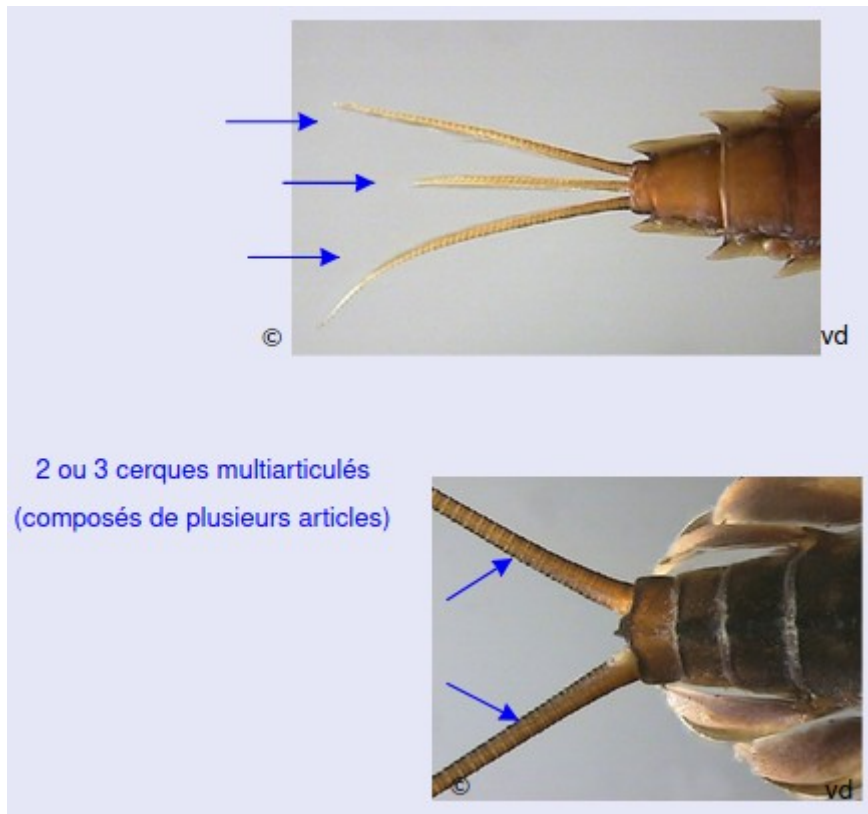 © vd
2 ou 3 cerques multiarticulés
(composés de plusieurs articles)
© vd